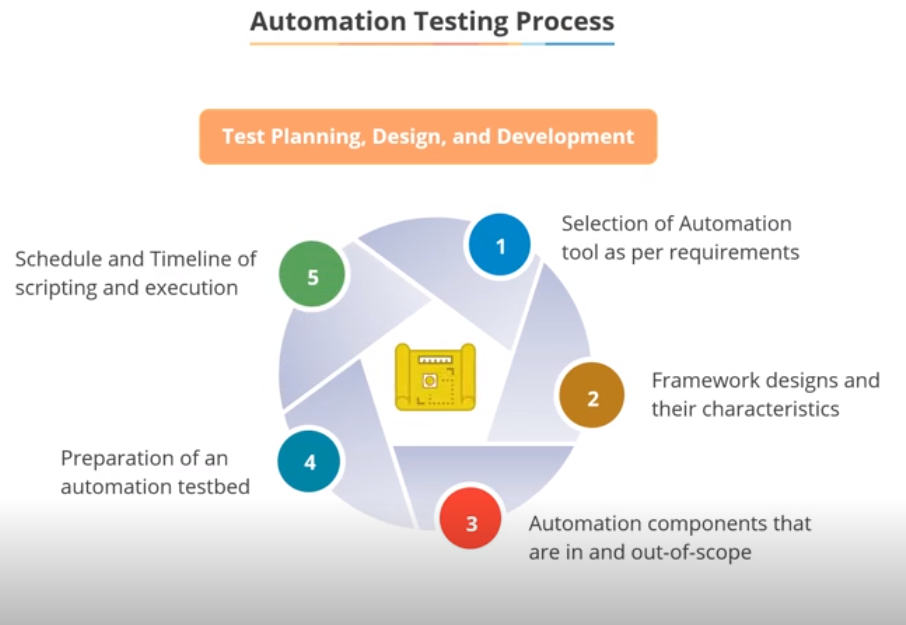 Automation Testing Process
Test Planning, Design, and Development
1
Selection of Automation
tool as per requirements
2
Framework designs and
their characteristics
3
Automation components that
are in and out-of-scope
4
Preparation of an
automation testbed
5
Schedule and Timeline of
scripting and execution